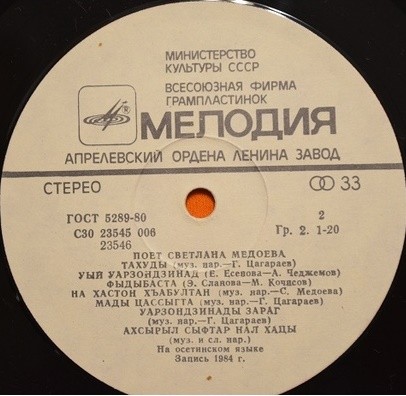 МИНИСТЕРСТВО
КУЛЬТУРЫ СССР
ВСЕСОЮЗНАЯ ФИРМА
ГРАМПЛАСТИНОК
МЕЛОДИЯ
АПРЕЛЕВСКИЙ ОРДЕНА ЛЕНИНА ЗАВОД
СТЕРЕО 33
ГОСТ 5289-80 2
С30 23545 006 Гр. 2. 1-20
23546
ПОЕТ СВЕТЛАНА МЕДОЕВА
ТАХУДЫ (муз. нар.—Г. Цагараев)
УЫЙ УАРЗОНДЗИНАД (Е. Есенова—А. Чеджемов)
ФЫДЫБАСТА (Э. Сланова—М. Кочисов)
НА ХАСТОН ХЪАБУЛТАН (муз. нар.—С. Медоева)
МАДЫ ЦАССЫГТА (муз. нар.—Г. Цагараев)
УАРЗОНДЗИНАДЫ ЗАРАГ
(муз. нар.—Г. Цагараев)
АХСЫРЫЛ СЫФТАР НАЛ ХАДЫ
(муз. и сл. нар.)
На осетинском языке
Запись 1984 г.